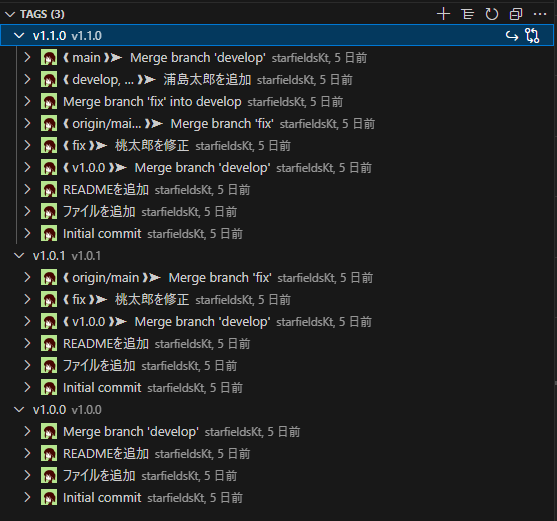 TAGS (3)
v1.1.0 v1.1.0
《 main 》➤ Merge branch 'develop' starfieldsKt, 5 日前
《 develop, ... 》➤ 浦島太郎を追加 starfieldsKt, 5 日前
Merge branch 'fix' into develop starfieldsKt, 5 日前
《 origin/mai... 》➤ Merge branch 'fix' starfieldsKt, 5 日前
《 fix 》➤ 桃太郎を修正 starfieldsKt, 5 日前
《 v1.0.0 》➤ Merge branch 'develop' starfieldsKt, 5 日前
READMEを追加 starfieldsKt, 5 日前
ファイルを追加 starfieldsKt, 5 日前
Initial commit starfieldsKt, 5 日前
v1.0.1 v1.0.1
《 origin/main 》➤ Merge branch 'fix' starfieldsKt, 5 日前
《 fix 》➤ 桃太郎を修正 starfieldsKt, 5 日前
《 v1.0.0 》➤ Merge branch 'develop' starfieldsKt, 5 日前
READMEを追加 starfieldsKt, 5 日前
ファイルを追加 starfieldsKt, 5 日前
Initial commit starfieldsKt, 5 日前
v1.0.0 v1.0.0
Merge branch 'develop' starfieldsKt, 5 日前
READMEを追加 starfieldsKt, 5 日前
ファイルを追加 starfieldsKt, 5 日前
Initial commit starfieldsKt, 5 日前